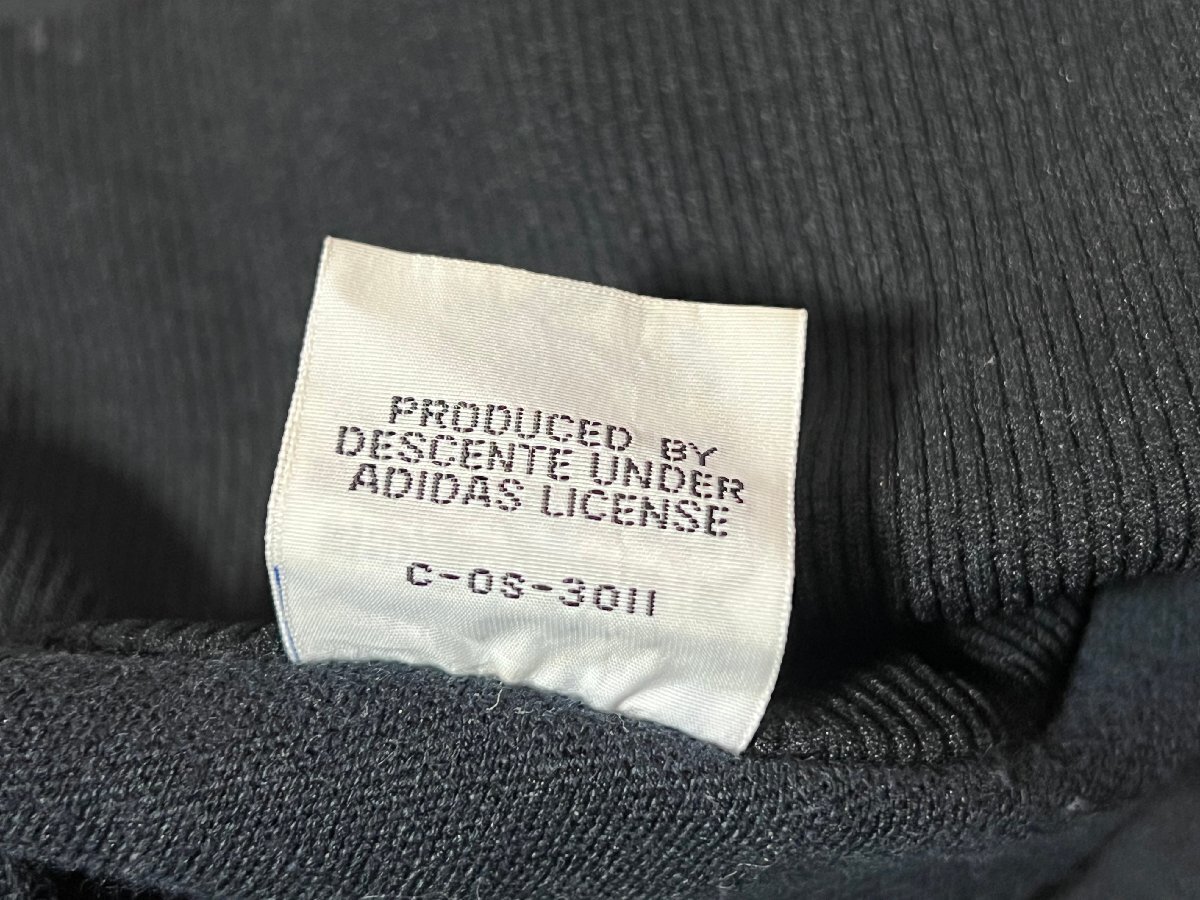 PRODUCED BY
DESCENTE UNDER
ADIDAS LICENSE
C-OS-3011